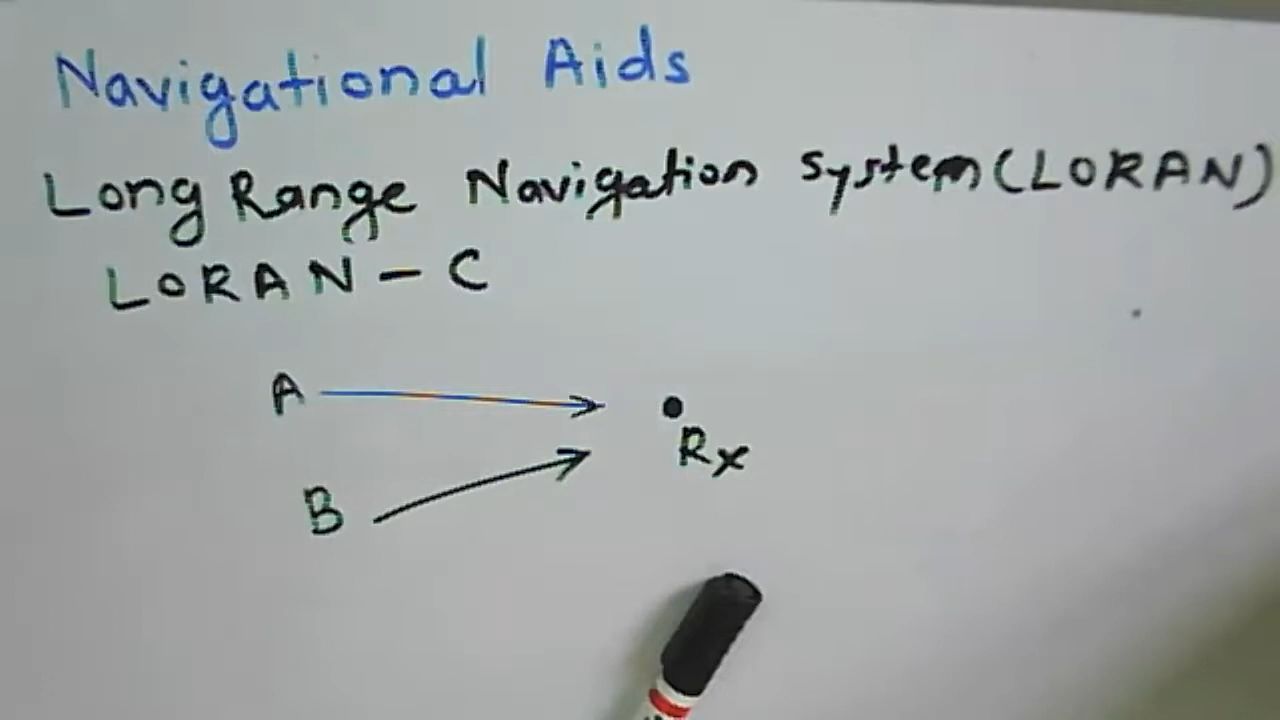 Navigational Aids
Long Range Navigation System (LORAN)
LORAN - C
A
Rx
B